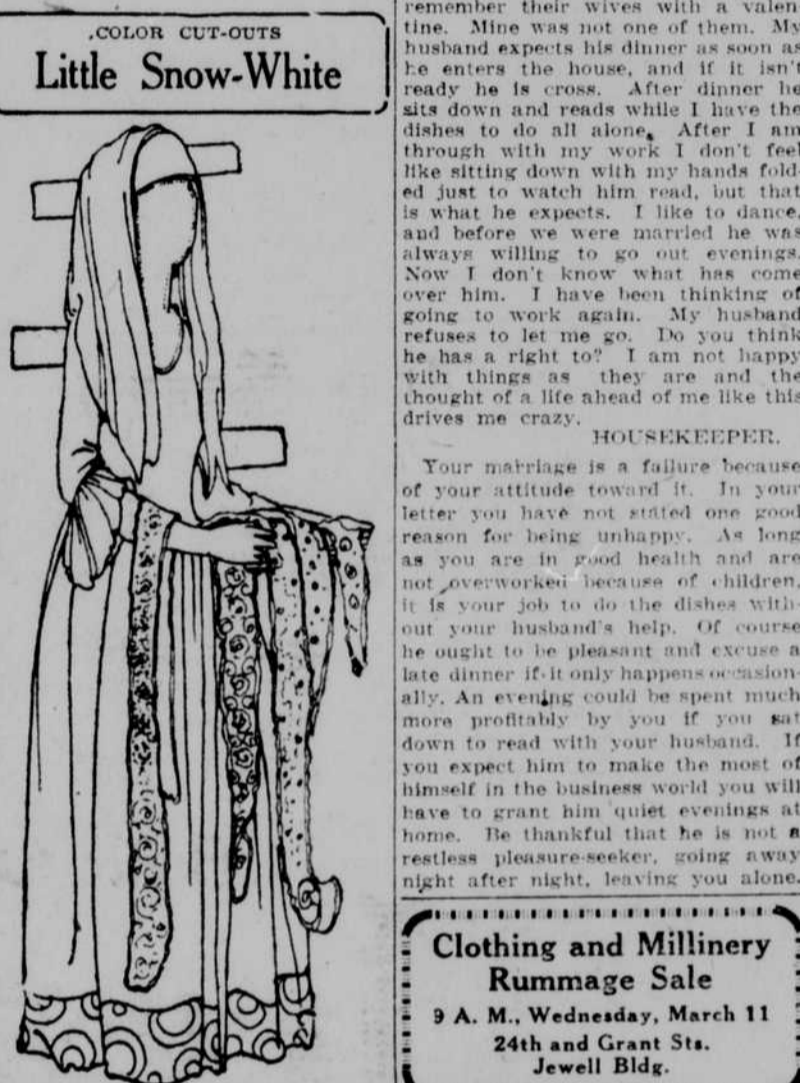 COLOR CUT-OUTS
Little Snow-White
remember their wives with a valen
tine. Mine was not one of them. My
husband expects his dinner as soon as
he enters the house, and if it isn't
ready he is cross. After dinner he
sits down and reads while I have the
dishes to do all alone. After I am
through with my work I don't feel
like sitting down with my hands fold-
ed just to watch him read, but that
is what he expects. I like to dance,
and before we were married he was
always willing to go out evenings.
Now I don't know what has come
over him. I have been thinking of
going to work again. My husband
refuses to let me go. Do you think
he has a right to? I am not happy
with things as they are and the
thought of a life ahead of me like this
drives me crazy.
HOUSEKEEPER.
Your marriage is a failure because
of your attitude toward it. In your
letter you have not stated one good
reason for being unhappy. As long
as you are in good health and are
not overworked because of children,
it is your job to do the dishes with-
out your husband's help. Of course
he ought to be pleasant and excuse a
late dinner if it only happens occasion-
ally. An evening could be spent much
more profitably by you if you sat
down to read with your husband. If
you expect him to make the most of
himself in the business world you will
have to grant him quiet evenings at
home. Be thankful that he is not a
restless pleasure-seeker, going away
night after night, leaving you alone.
Clothing and Millinery
Rummage Sale
9 A. M., Wednesday, March 11
24th and Grant Sts.
Jewell Bldg.